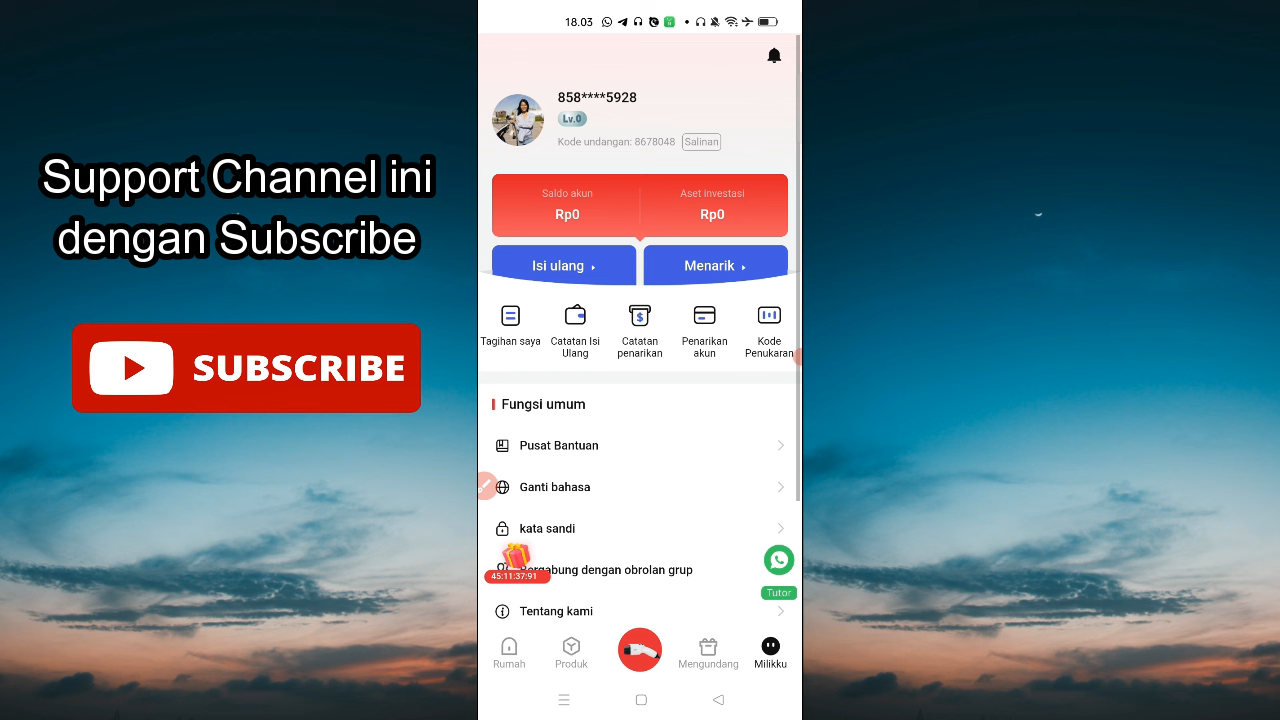 Support Channel ini
dengan Subscribe
SUBSCRIBE
18.03
858****5928
Lv.0
Kode undangan: 8678048 Salinan
Saldo akun
Rp0
Aset investasi
Rp0
Isi ulang
Menarik
Tagihan saya
Catatan Isi
Ulang
Catatan
penarikan
Penarikan
akun
Kode
Penukaran
Fungsi umum
Pusat Bantuan
Ganti bahasa
kata sandi
45:11:37:91
dengan obrolan grup
Tutor
Tentang kami
Rumah
Produk
Mengundang
Milikku